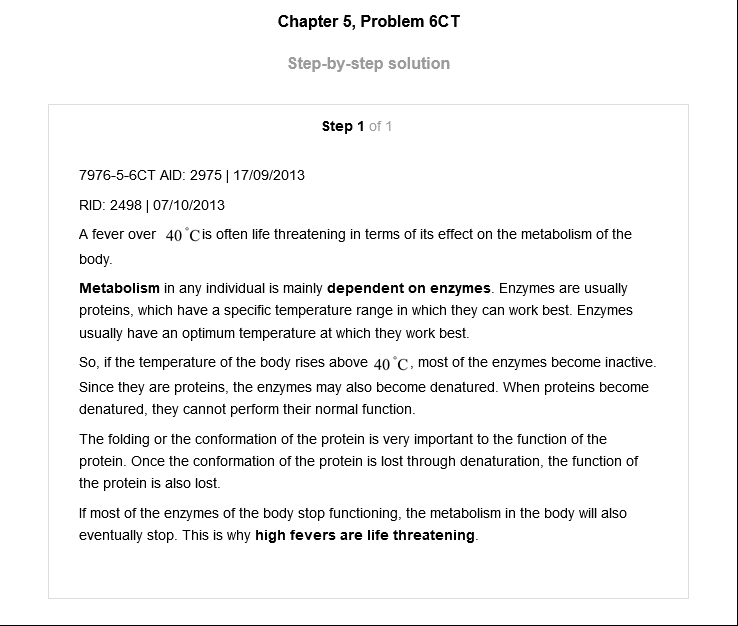 Chapter 5, Problem 6CT
Step-by-step solution
Step 1 of 1
7976-5-6CT AID: 2975 | 17/09/2013
RID: 2498 | 07/10/2013
A fever over 40°C is often life threatening in terms of its effect on the metabolism of the
body.
Metabolism in any individual is mainly dependent on enzymes. Enzymes are usually
proteins, which have a specific temperature range in which they can work best. Enzymes
usually have an optimum temperature at which they work best.
So, if the temperature of the body rises above 40°C, most of the enzymes become inactive.
Since they are proteins, the enzymes may also become denatured. When proteins become
denatured, they cannot perform their normal function.
The folding or the conformation of the protein is very important to the function of the
protein. Once the conformation of the protein is lost through denaturation, the function of
the protein is also lost.
If most of the enzymes of the body stop functioning, the metabolism in the body will also
eventually stop. This is why high fevers are life threatening.